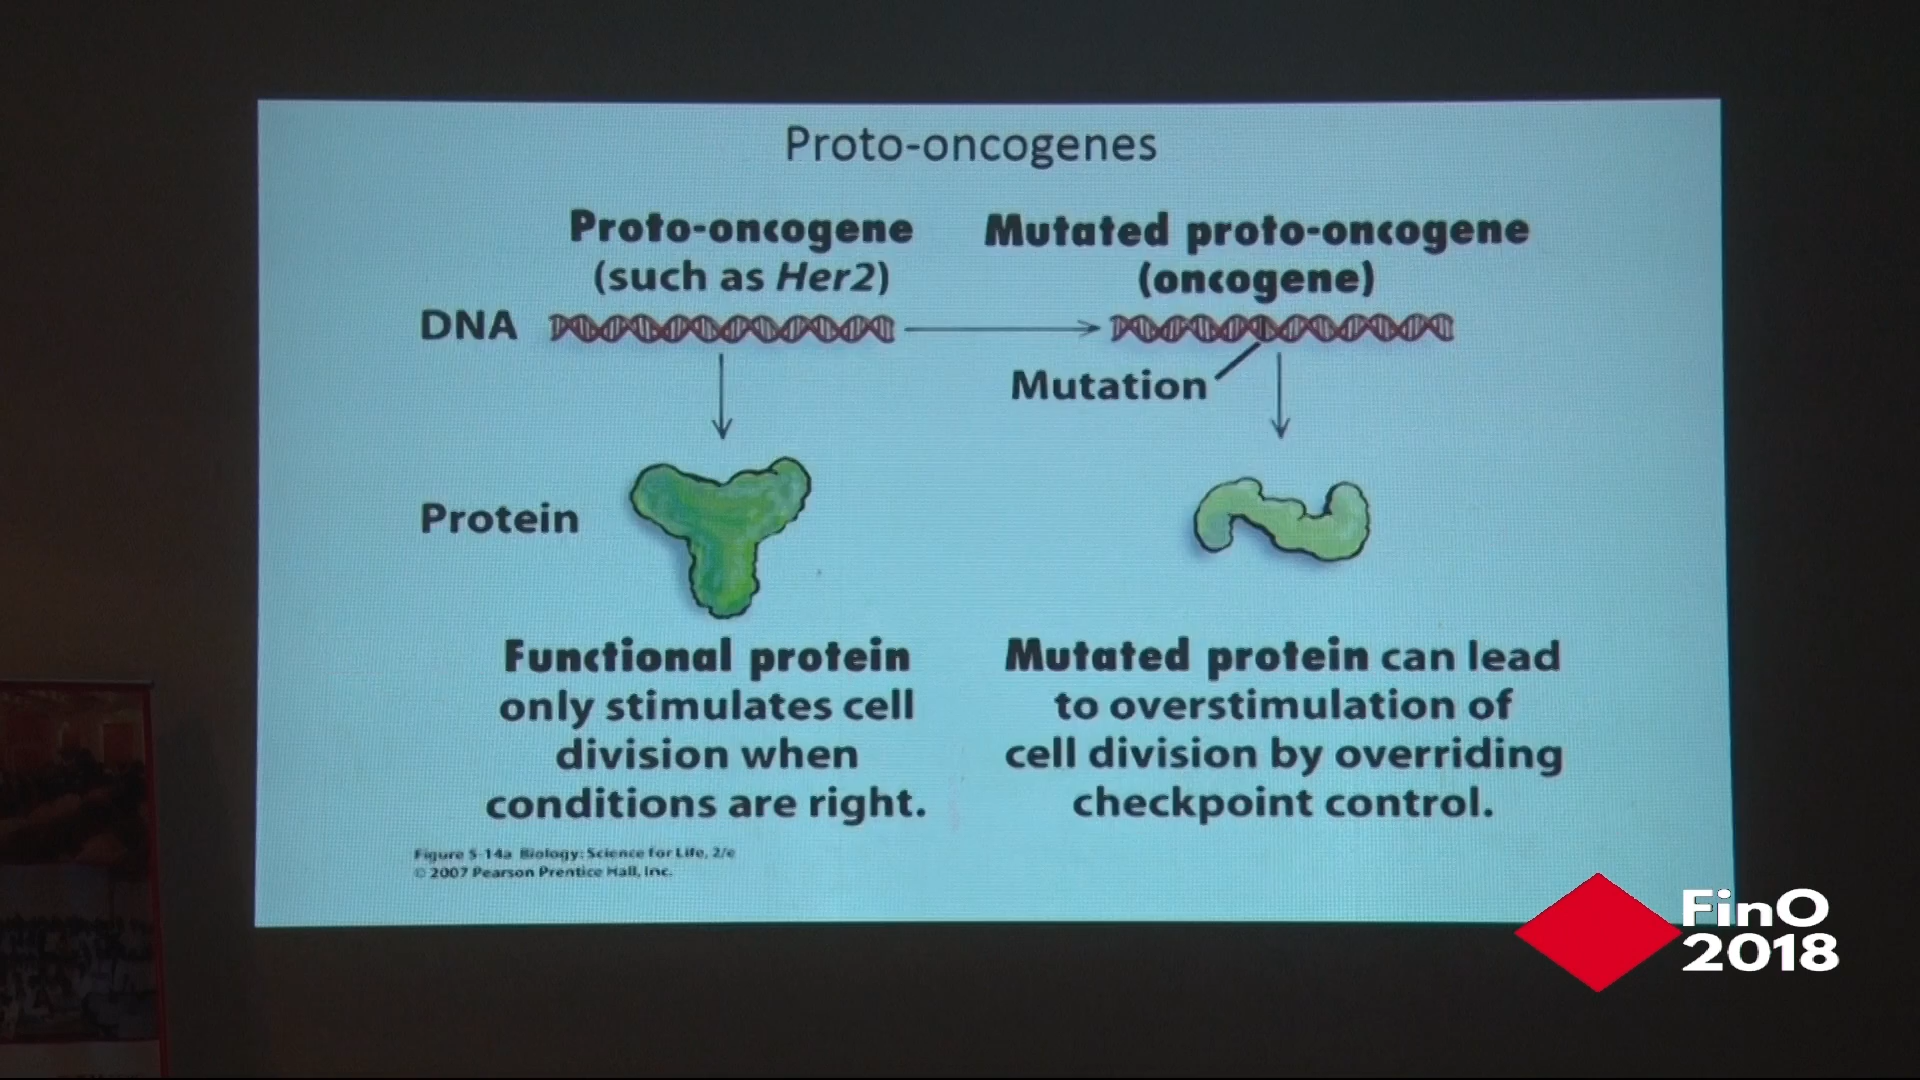 Proto-oncogenes
Proto-oncogene
(such as Her2)
Mutated proto-oncogene
(oncogene)
DNA
Mutation
Protein
Functional protein
only stimulates cell
division when
conditions are right.
Mutated protein can lead
to overstimulation of
cell division by overriding
checkpoint control.
Figure 5-14a Biology: Science for Life, 2/e
© 2007 Pearson Prentice Hall, Inc.
FinO
2018